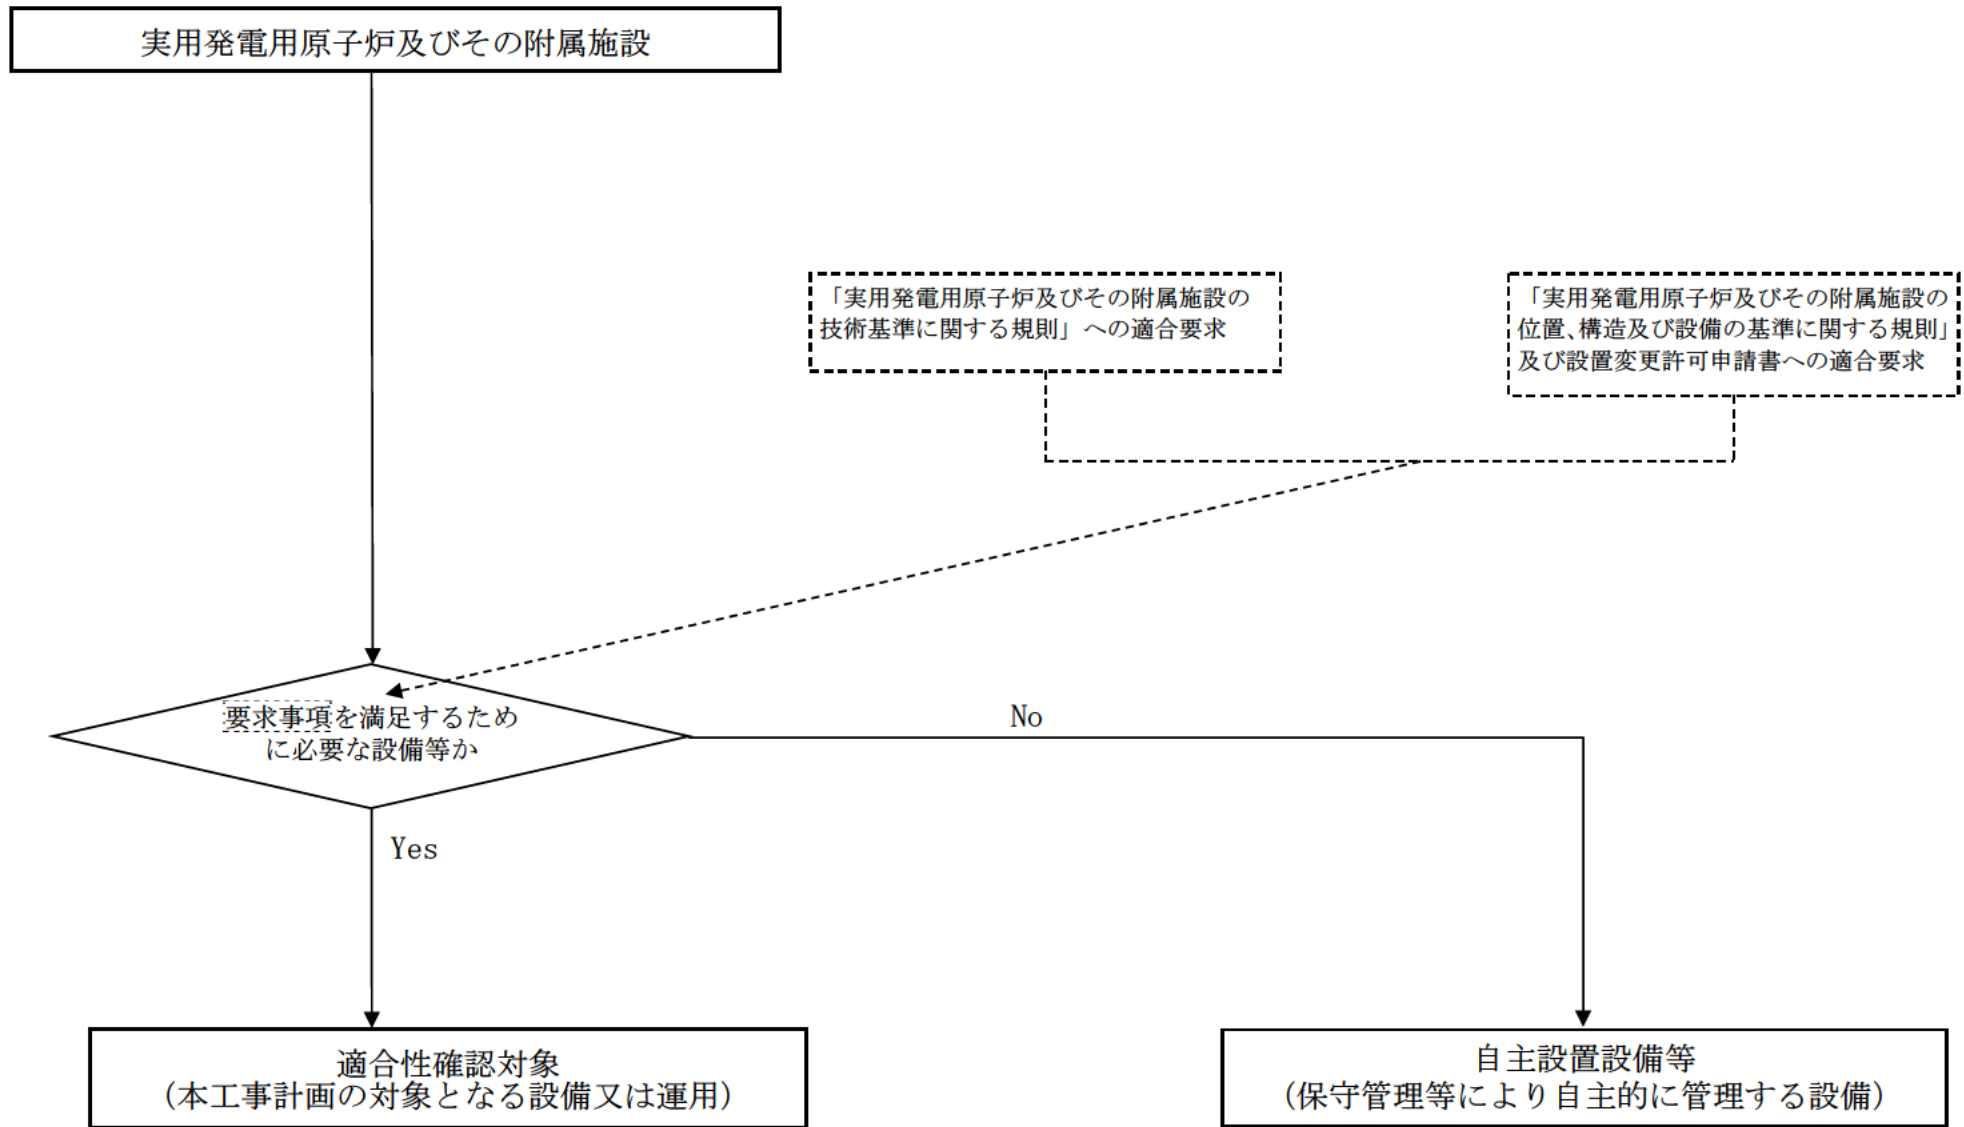 実用発電用原子炉及びその附属施設
「実用発電用原子炉及びその附属施設の
技術基準に関する規則」への適合要求
「実用発電用原子炉及びその附属施設の
位置、構造及び設備の基準に関する規則」
及び設置変更許可申請書への適合要求
要求事項を満足するため
に必要な設備等か
No
Yes
適合性確認対象
（本工事計画の対象となる設備又は運用）
自主設置設備等
（保守管理等により自主的に管理する設備）